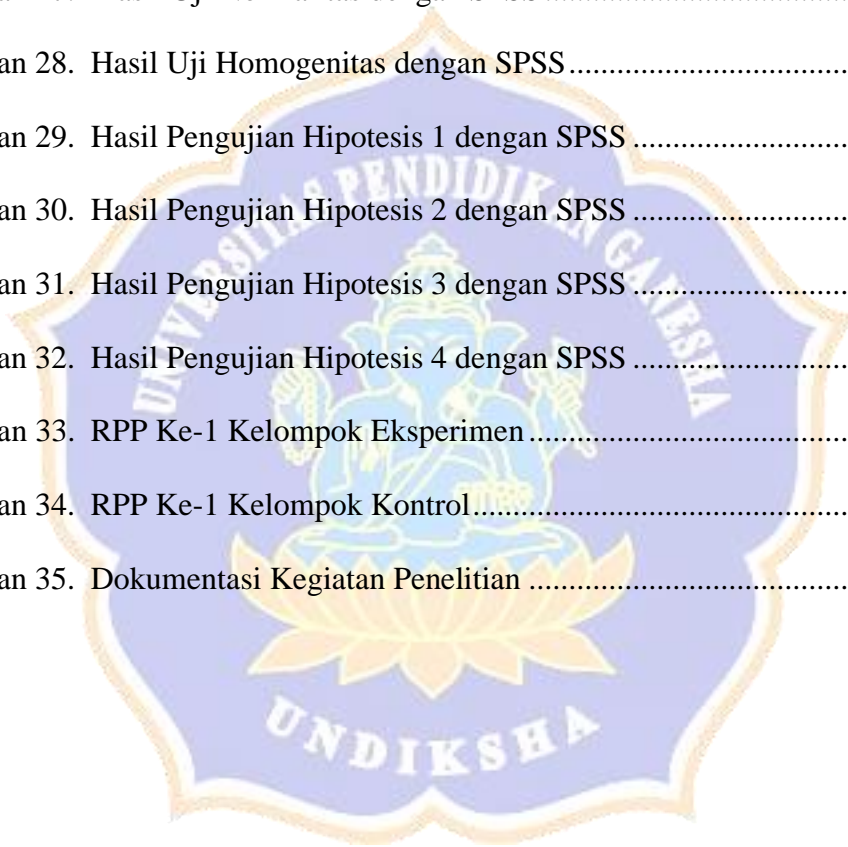 an 28. Hasil Uji Homogenitas dengan SPSS
an 29. Hasil Pengujian Hipotesis 1 dengan SPSS
an 30. Hasil Pengujian Hipotesis 2 dengan SPSS
an 31. Hasil Pengujian Hipotesis 3 dengan SPSS
an 32. Hasil Pengujian Hipotesis 4 dengan SPSS
an 33. RPP Ke-1 Kelompok Eksperimen
an 34. RPP Ke-1 Kelompok Kontrol
an 35. Dokumentasi Kegiatan Penelitian
UNIVERSITAS PENDIDIKAN GANESHA
UNDIKSHA